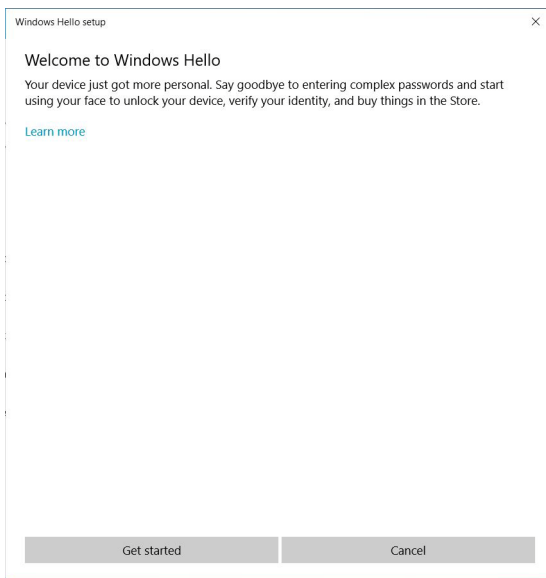 Windows Hello setup
Welcome to Windows Hello
Your device just got more personal. Say goodbye to entering complex passwords and start
using your face to unlock your device, verify your identity, and buy things in the Store.
Learn more
Get started
Cancel